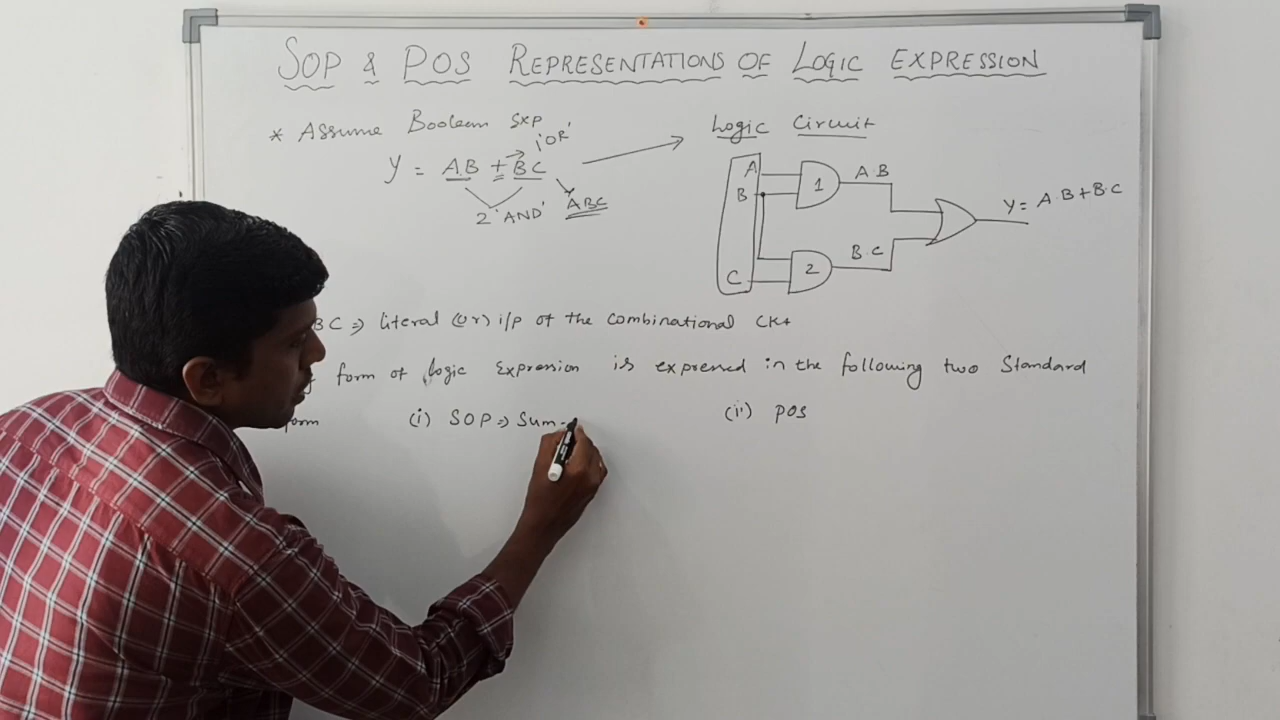 SOP & POS REPRESENTATIONS OF LOGIC EXPRESSION
* Assume Boolean Exp
'OR'
Y = AB + BC
2 'AND'
ABC
Logic Circuit
A
B
C
1
2
A.B
B.C
Y = A.B+B.C
BC => literal (or) i/p of the Combinational CKt
form of Logic Expression is expressed in the following two Standard
form (i) SOP => Sum (ii) POS